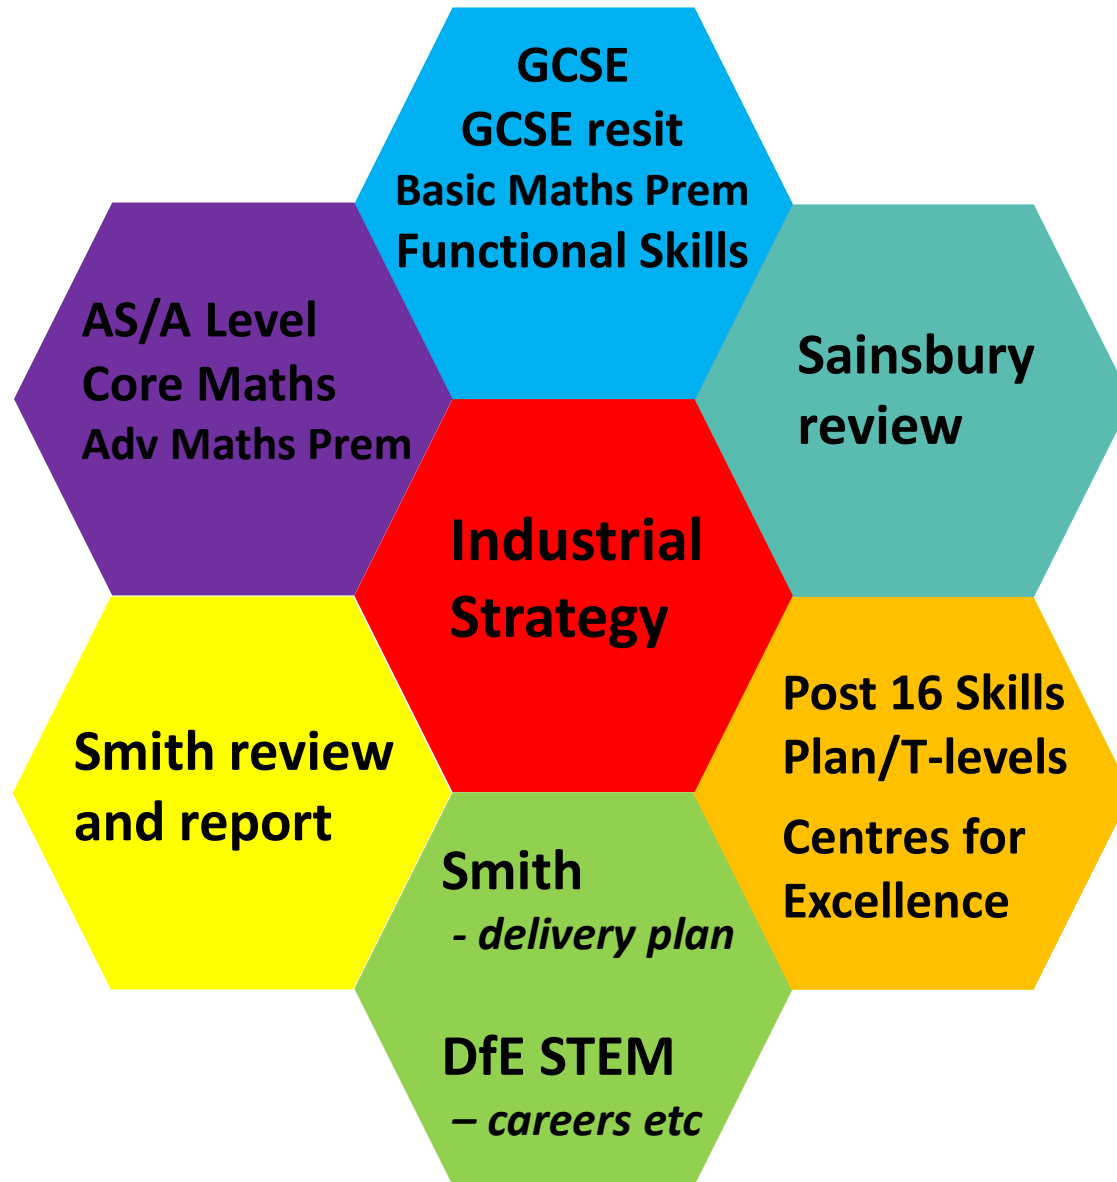 GCSE
GCSE resit
Basic Maths Prem
Functional Skills
AS/A Level
Core Maths
Adv Maths Prem
Sainsbury
review
Industrial
Strategy
Smith review
and report
Post 16 Skills
Plan/T-levels
Centres for
Excellence
Smith
- delivery plan
DfE STEM
– careers etc